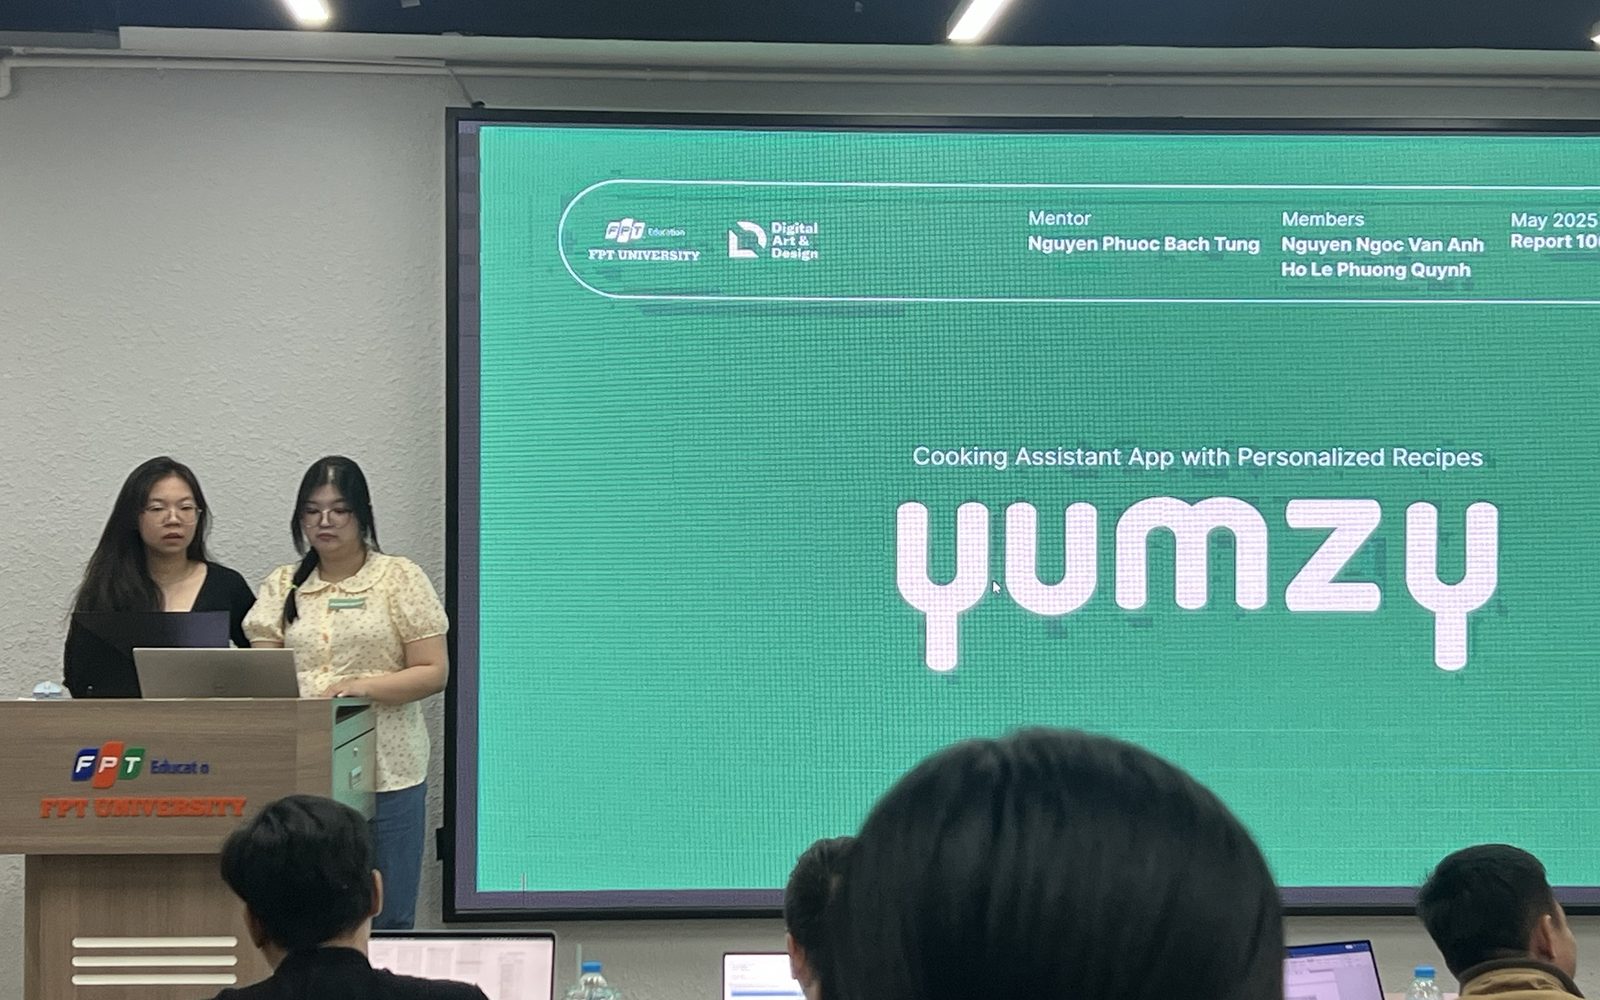 FPT Education
FPT UNIVERSITY
Digital
Art &
Design
Mentor
Nguyen Phuoc Bach Tung
Members
Nguyen Ngoc Van Anh
Ho Le Phuong Quynh
May 2025
Report
Cooking Assistant App with Personalized Recipes
yumzy
FPT Educat o
FPT UNIVERSITY